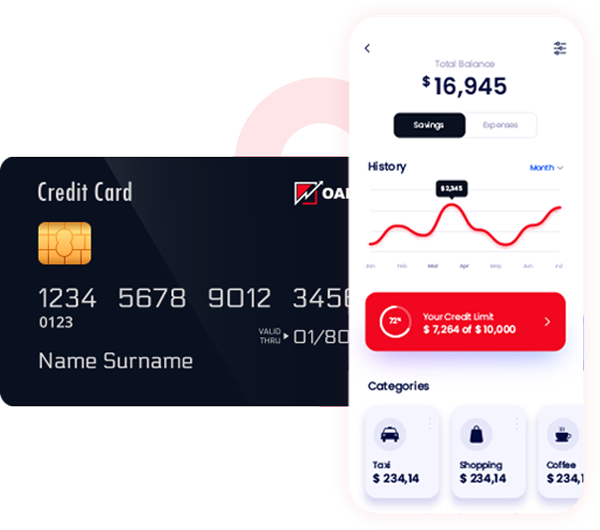 Credit Card
OA
1234 5678 9012 3456
0123
VALID
THRU
01/80
Name Surname
Total Balance
$16,945
Savings
Expenses
History
Month
$2,345
Jan Feb Mar Apr May Jun Jul
72%
Your Credit Limit
$ 7,264 of $ 10,000
Categories
Taxi
$ 234,14
Shopping
$ 234,14
Coffee
$ 234,1